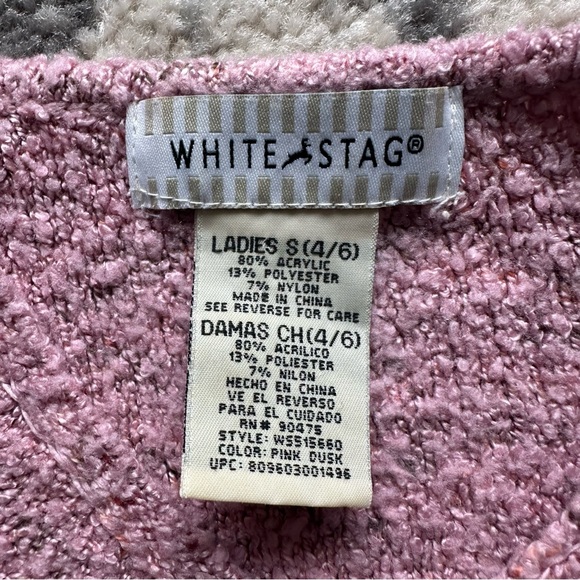 WHITE STAG®
LADIES S(4/6)
80% ACRYLIC
13% POLYESTER
7% NYLON
MADE IN CHINA
SEE REVERSE FOR CARE
DAMAS CH(4/6)
80% ACRILICO
13% POLIESTER
7% NILON
HECHO EN CHINA
VE EL REVERSO
PARA EL CUIDADO
RN# 90475
STYLE: WS515660
COLOR: PINK DUSK
UPC: 809603001496